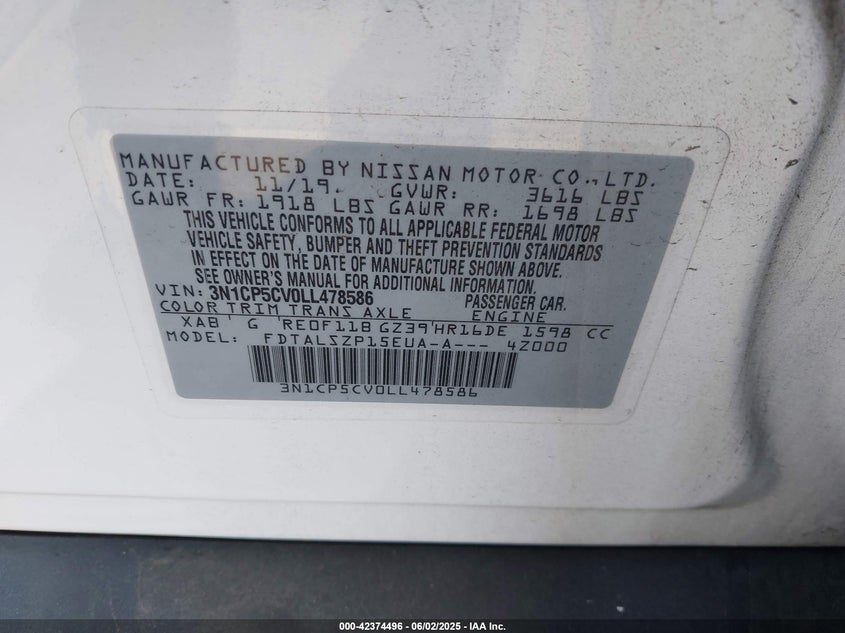 MANUFACTURED BY NISSAN MOTOR CO., LTD.
DATE: 11/19 GVWR: 3616 LBS
GAWR FR: 1918 LBS GAWR RR: 1698 LBS
THIS VEHICLE CONFORMS TO ALL APPLICABLE FEDERAL MOTOR
VEHICLE SAFETY, BUMPER AND THEFT PREVENTION STANDARDS
IN EFFECT ON THE DATE OF MANUFACTURE SHOWN ABOVE.
SEE OWNER'S MANUAL FOR ADDITIONAL INFORMATION.
VIN: 3N1CP5CV0LL478586 PASSENGER CAR.
COLOR TRIM TRANS AXLE ENGINE
XAB G RE0F11B GZ39 HR16DE 1598 CC
MODEL: FDTALSZP15EUA-A--- 4Z000
3N1CP5CV0LL478586
000-42374496 - 06/02/2025 - IAA Inc.